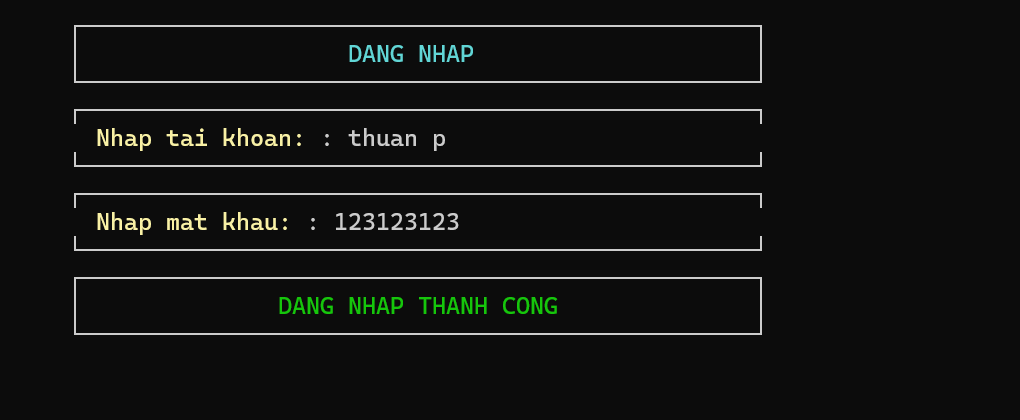 DANG NHAP
Nhap tai khoan: : thuan p
Nhap mat khau: : 123123123
DANG NHAP THANH CONG